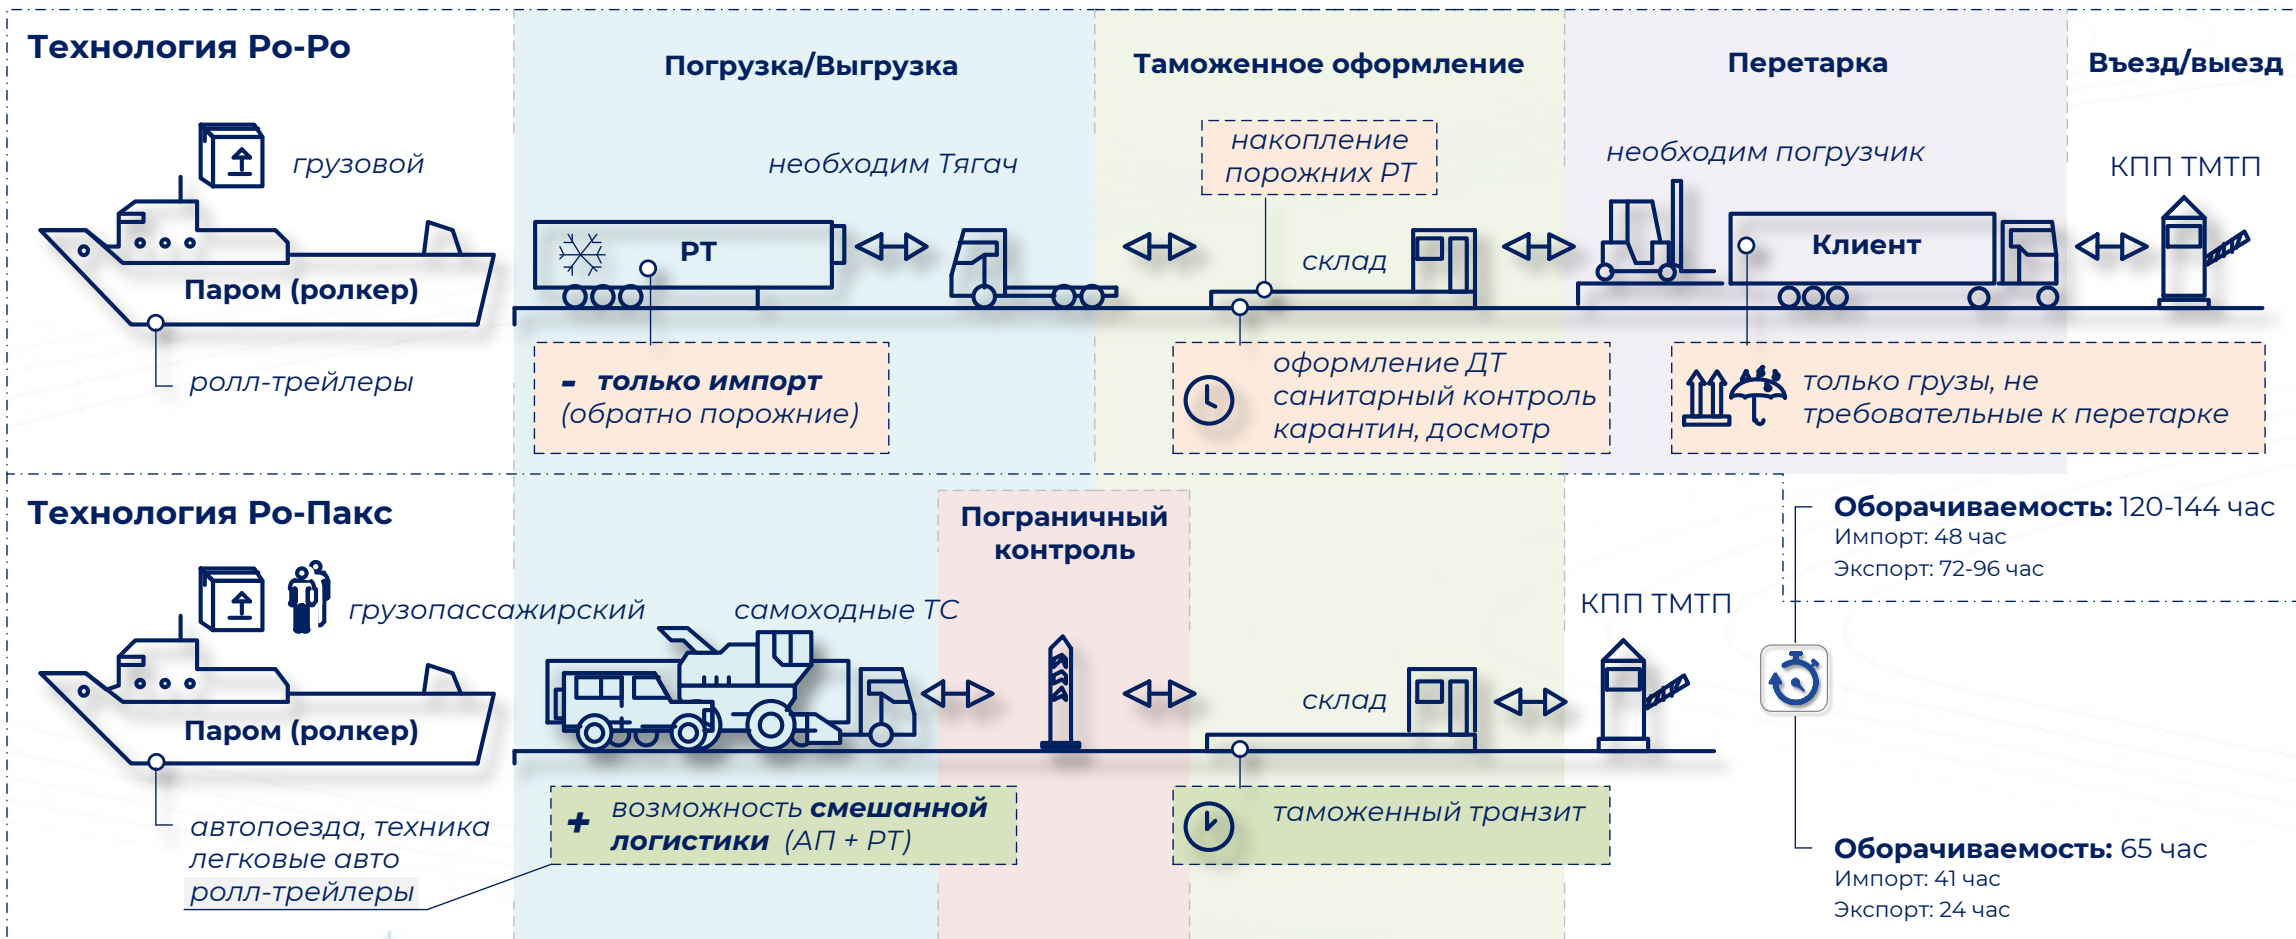 Технология Ро-Ро
Погрузка/Выгрузка
Таможенное оформление
Перетарка
Въезд/выезд
грузовой
необходим Тягач
накопление
порожних РТ
необходим погрузчик
КПП ТМТП
Паром (ролкер)
РТ
склад
Клиент
ролл-трейлеры
- только импорт
(обратно порожние)
оформление ДТ
санитарный контроль
карантин, досмотр
только грузы, не
требовательные к перетарке
Технология Ро-Пакс
Пограничный
контроль
Оборачиваемость: 120-144 час
Импорт: 48 час
Экспорт: 72-96 час
грузопассажирский
самоходные ТС
КПП ТМТП
Паром (ролкер)
склад
автопоезда, техника
легковые авто
ролл-трейлеры
+ возможность смешанной
логистики (АП + РТ)
таможенный транзит
Оборачиваемость: 65 час
Импорт: 41 час
Экспорт: 24 час